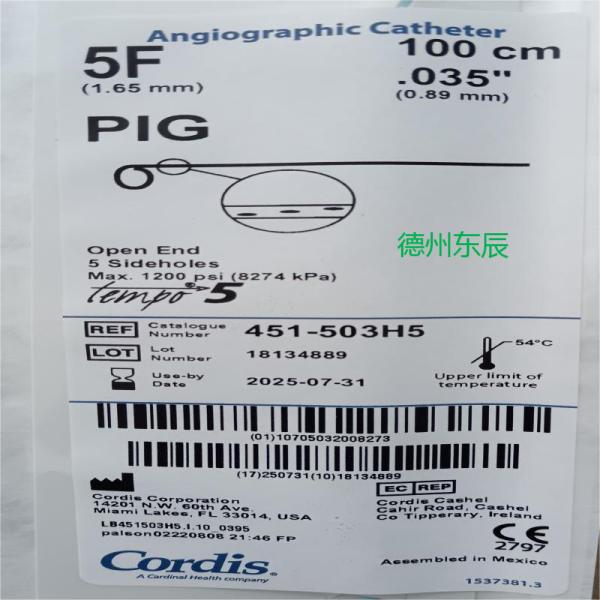 Angiographic Catheter
5F
(1.65 mm)
100 cm
.035"
(0.89 mm)
PIG
德州东辰
Open End
5 Sideholes
Max. 1200 psi (8274 kPa)
tempo® 5
REF Catalogue Number 451-503H5
LOT Lot Number 18134889
Use-by Date 2025-07-31
54°C
Upper limit of temperature
(01)10705032008273
(17)250731(10)18134889
Cordis Corporation
14201 N.W. 60th Ave.
Miami Lakes, FL 33014, USA
EC REP
Cordis Cashel
Cahir Road, Cashel
Co Tipperary, Ireland
LB451503H5.I.10_0395
palson02220808 21:46 FP
CE
2797
Cordis.
A Cardinal Health company
Assembled in Mexico
1537381.3